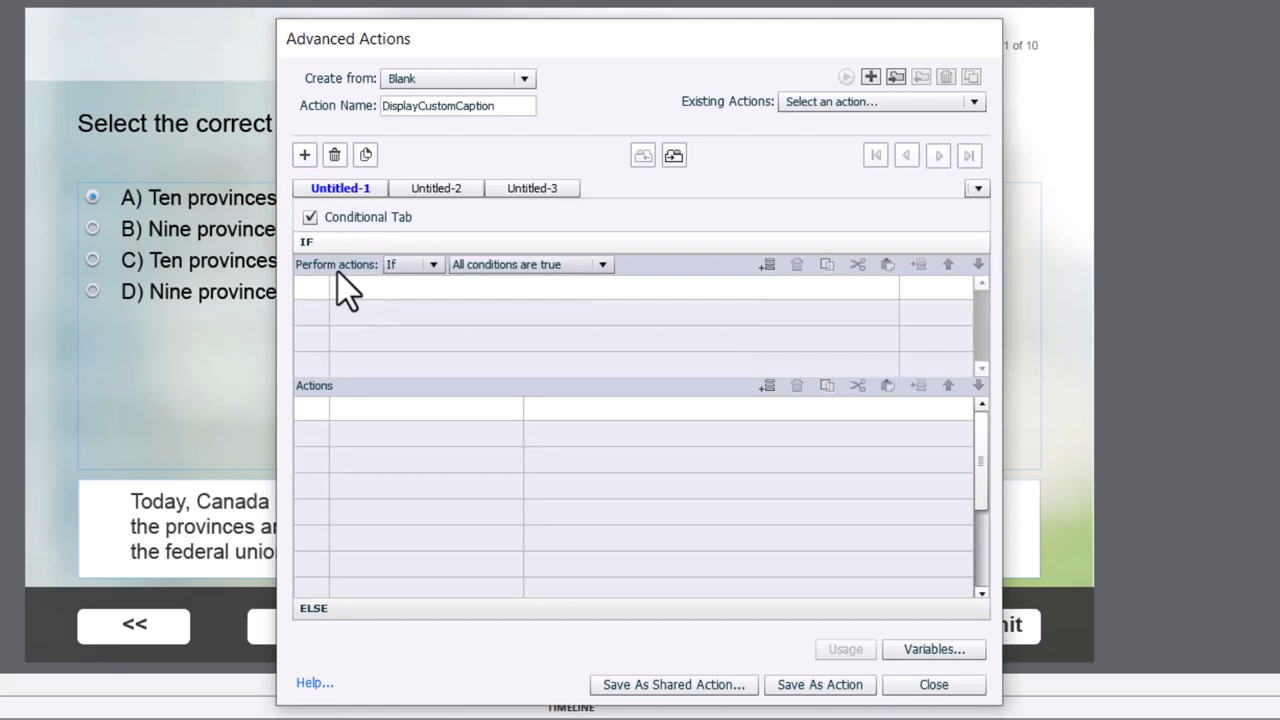 Advanced Actions
1 of 10
Create from: Blank
Action Name: DisplayCustomCaption
Existing Actions: Select an action...
Select the correct
Untitled-1 Untitled-2 Untitled-3
A) Ten provinces
Conditional Tab
B) Nine province
IF
C) Ten provinces
Perform actions: If All conditions are true
D) Nine province
Actions
Today, Canada
the provinces
the federal
ELSE
<<
Usage Variables...
Help... Save As Shared Action... Save As Action Close
TIMELINE